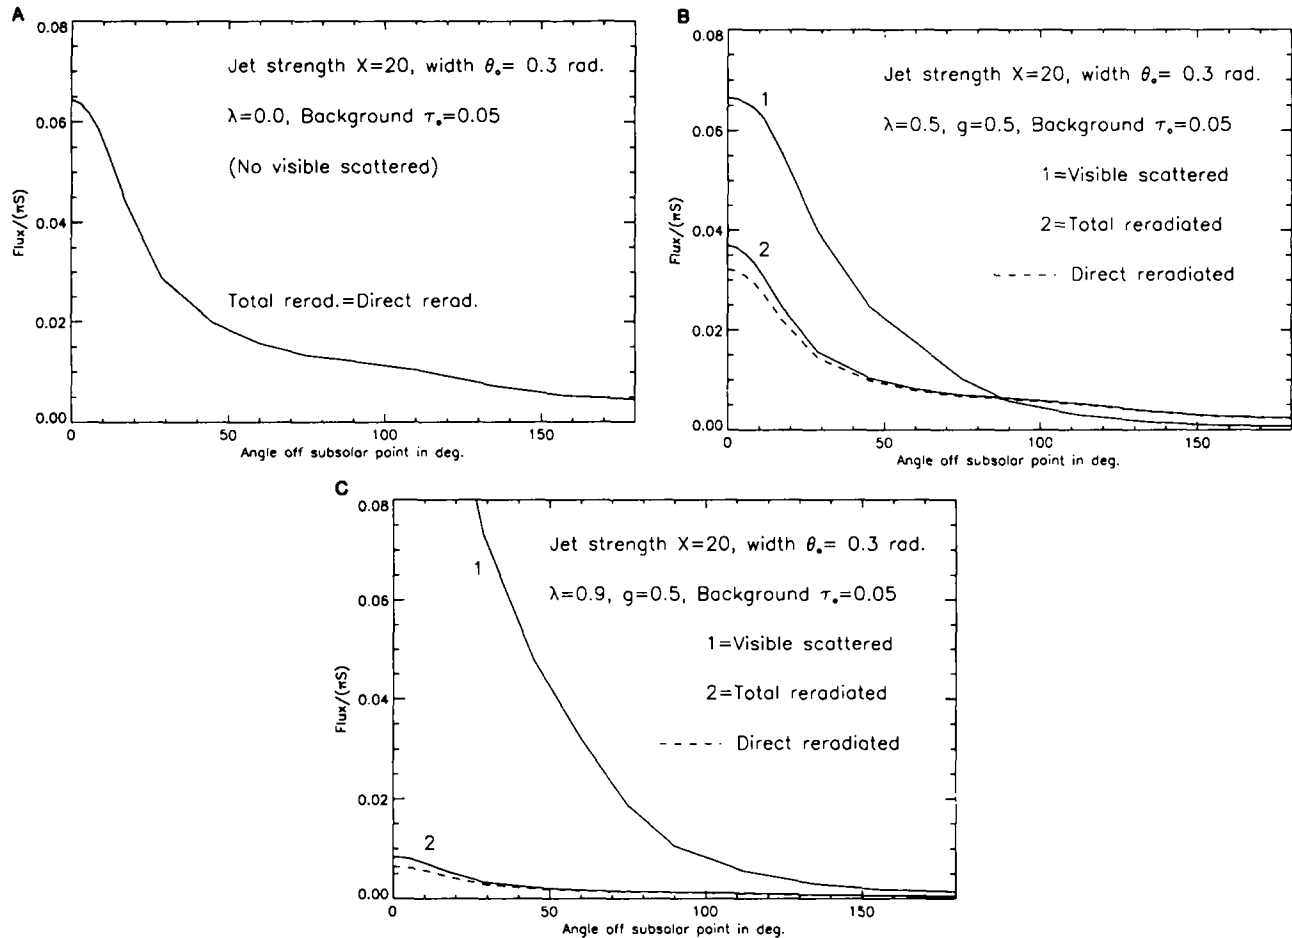 A
0.08
0.06
0.04
0.02
0.00
Flux/(πS)
Jet strength X=20, width θₒ= 0.3 rad.
λ=0.0, Background τₒ=0.05
(No visible scattered)
Total rerad.=Direct rerad.
0 50 100 150
Angle off subsolar point in deg.
B
0.08
0.06
0.04
0.02
0.00
Flux/(πS)
Jet strength X=20, width θₒ= 0.3 rad.
λ=0.5, g=0.5, Background τₒ=0.05
1=Visible scattered
2=Total reradiated
Direct reradiated
1
2
0 50 100 150
Angle off subsolar point in deg.
C
0.08
0.06
0.04
0.02
0.00
Flux/(πS)
Jet strength X=20, width θₒ= 0.3 rad.
λ=0.9, g=0.5, Background τₒ=0.05
1=Visible scattered
2=Total reradiated
Direct reradiated
1
2
0 50 100 150
Angle off subsolar point in deg.